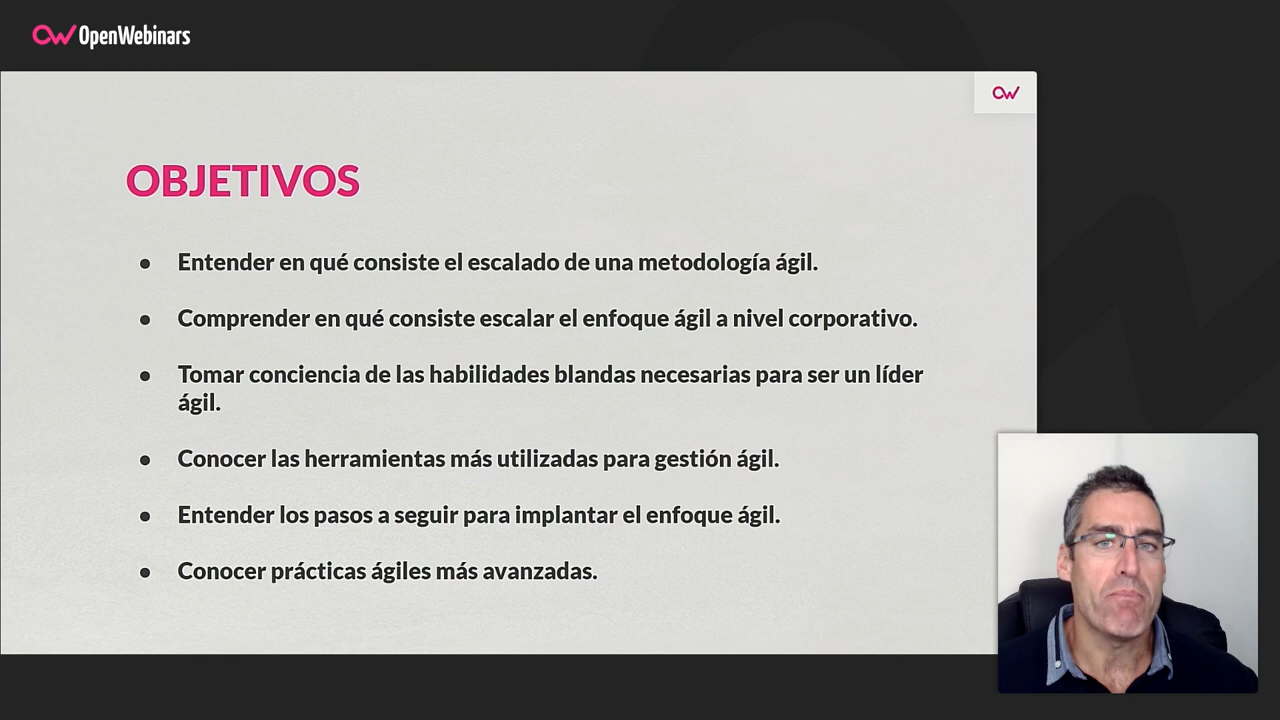 OpenWebinars
OBJETIVOS
● Entender en qué consiste el escalado de una metodología ágil.
● Comprender en qué consiste escalar el enfoque ágil a nivel corporativo.
● Tomar conciencia de las habilidades blandas necesarias para ser un líder
ágil.
● Conocer las herramientas más utilizadas para gestión ágil.
● Entender los pasos a seguir para implantar el enfoque ágil.
● Conocer prácticas ágiles más avanzadas.